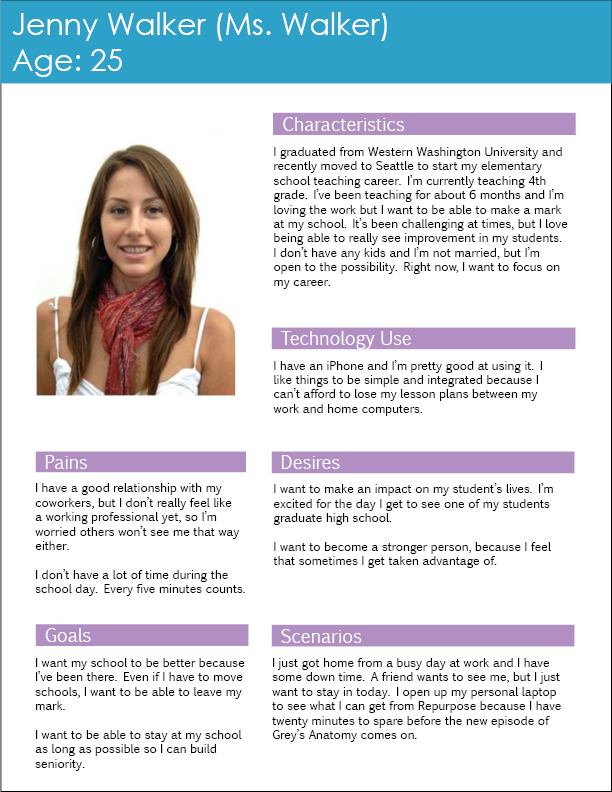 Jenny Walker (Ms. Walker)
Age: 25
Characteristics
I graduated from Western Washington University and
recently moved to Seattle to start my elementary
school teaching career. I'm currently teaching 4th
grade. I've been teaching for about 6 months and I'm
loving the work but I want to be able to make a mark
at my school. It's been challenging at times, but I love
being able to really see improvement in my students.
I don't have any kids and I'm not married, but I'm
open to the possibility. Right now, I want to focus on
my career.
Technology Use
I have an iPhone and I'm pretty good at using it. I
like things to be simple and integrated because I
can't afford to lose my lesson plans between my
work and home computers.
Pains
I have a good relationship with my
coworkers, but I don't really feel like
a working professional yet, so I'm
worried others won't see me that way
either.
I don't have a lot of time during the
school day. Every five minutes counts.
Desires
I want to make an impact on my student's lives. I'm
excited for the day I get to see one of my students
graduate high school.
I want to become a stronger person, because I feel
that sometimes I get taken advantage of.
Goals
I want my school to be better because
I've been there. Even if I have to move
schools, I want to be able to leave my
mark.
I want to be able to stay at my school
as long as possible so I can build
seniority.
Scenarios
I just got home from a busy day at work and I have
some down time. A friend wants to see me, but I just
want to stay in today. I open up my personal laptop
to see what I can get from Repurpose because I have
twenty minutes to spare before the new episode of
Grey's Anatomy comes on.